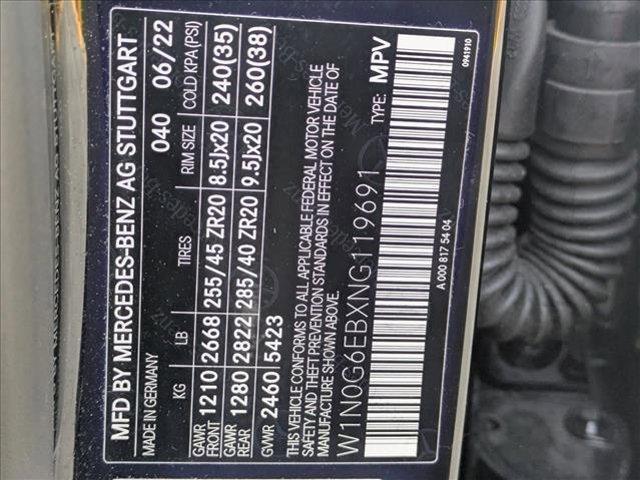 MFD BY MERCEDES-BENZ AG STUTTGART
MADE IN GERMANY 040 06/22
KG LB TIRES RIM SIZE COLD KPA (PSI)
GAWR FRONT 1210 2668 255/45 ZR20 8.5Jx20 240(35)
GAWR REAR 1280 2822 285/40 ZR20 9.5Jx20 260(38)
GVWR 2460 5423
THIS VEHICLE CONFORMS TO ALL APPLICABLE FEDERAL MOTOR VEHICLE
SAFETY AND THEFT PREVENTION STANDARDS IN EFFECT ON THE DATE OF
MANUFACTURE SHOWN ABOVE.
W1N0G6EBXNG119691 TYPE: MPV
A 000 817 54 04 0941910